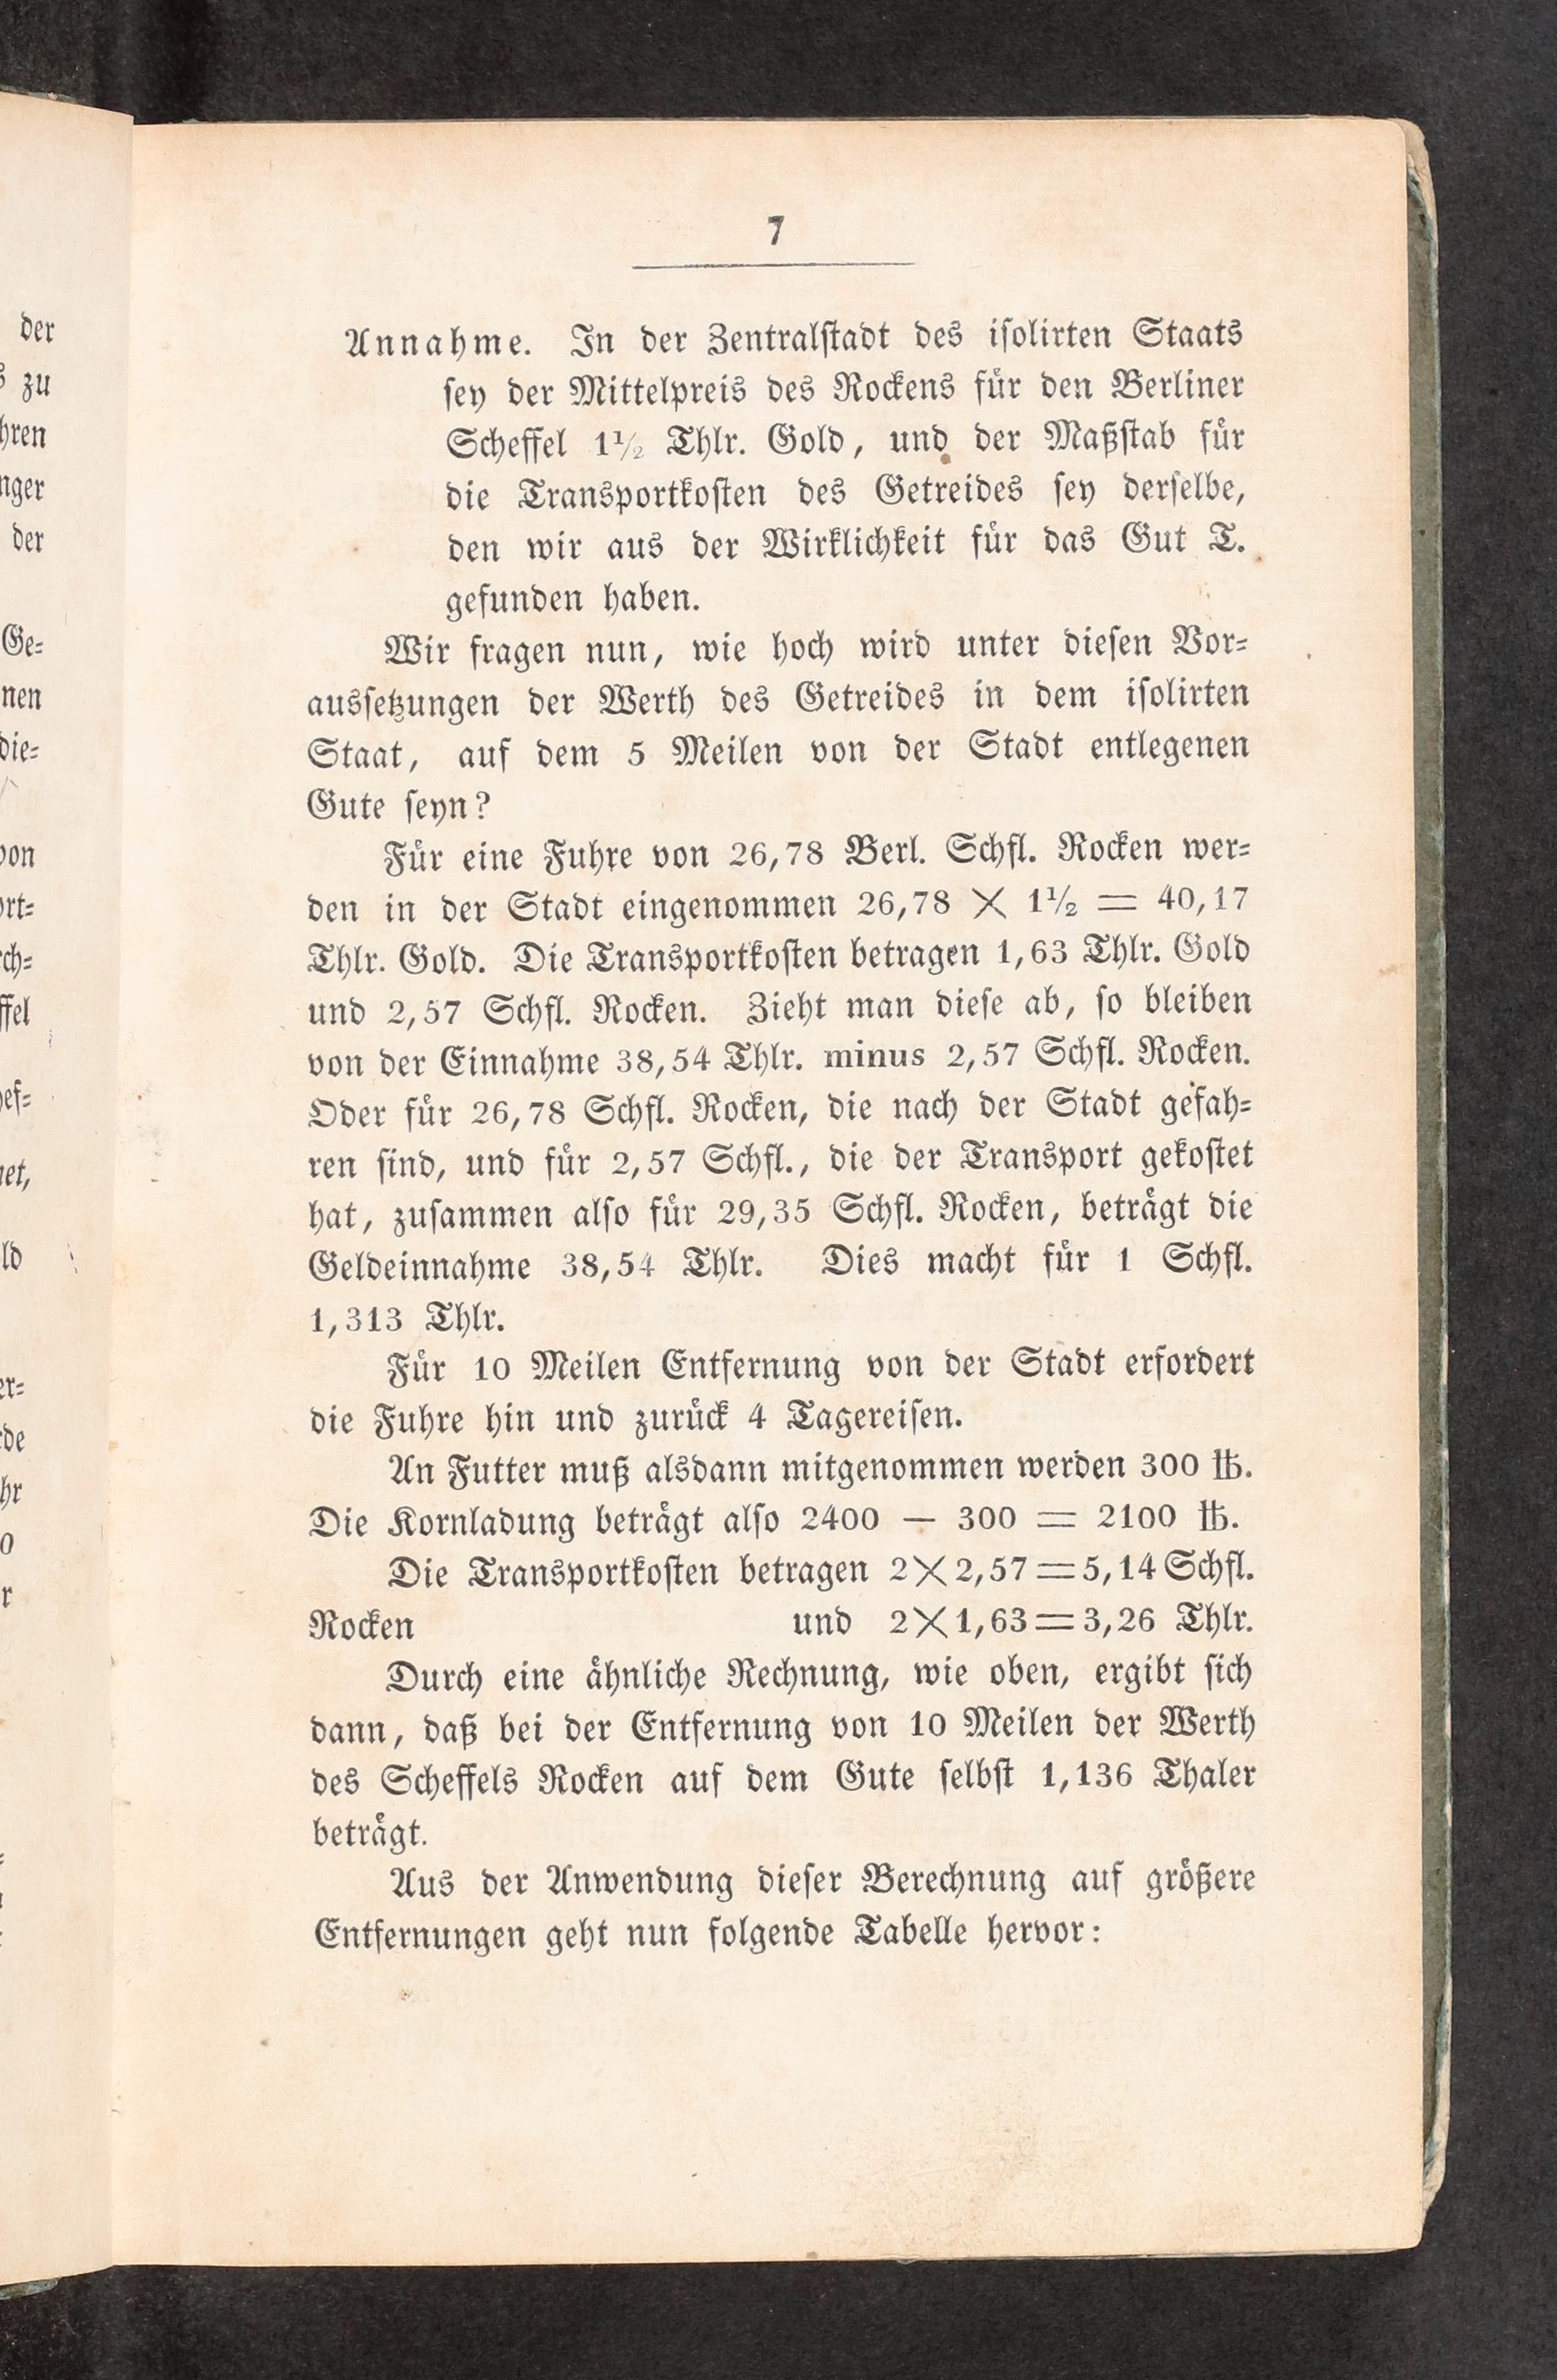 7
Annahme. In der Zentralstadt des isolirten Staats
sey der Mittelpreis des Rockens für den Berliner
Scheffel 1½ Thlr. Gold, und der Maßstab für
die Transportkosten des Getreides sey derselbe,
den wir aus der Wirklichkeit für das Gut T.
gefunden haben.
Wir fragen nun, wie hoch wird unter diesen Vor-
aussetzungen der Werth des Getreides in dem isolirten
Staat, auf dem 5 Meilen von der Stadt entlegenen
Gute seyn?
Für eine Fuhre von 26,78 Berl. Schfl. Rocken wer-
den in der Stadt eingenommen 26,78 × 1½ = 40,17
Thlr. Gold. Die Transportkosten betragen 1,63 Thlr. Gold
und 2,57 Schfl. Rocken. Zieht man diese ab, so bleiben
von der Einnahme 38,54 Thlr. minus 2,57 Schfl. Rocken.
Oder für 26,78 Schfl. Rocken, die nach der Stadt gefah-
ren sind, und für 2,57 Schfl., die der Transport gekostet
hat, zusammen also für 29,35 Schfl. Rocken, beträgt die
Geldeinnahme 38,54 Thlr. Dies macht für 1 Schfl.
1,313 Thlr.
Für 10 Meilen Entfernung von der Stadt erfordert
die Fuhre hin und zurück 4 Tagereisen.
An Futter muß alsdann mitgenommen werden 300 ℔.
Die Kornladung beträgt also 2400 — 300 = 2100 ℔.
Die Transportkosten betragen 2×2,57=5,14 Schfl.
Rocken und 2×1,63=3,26 Thlr.
Durch eine ähnliche Rechnung, wie oben, ergibt sich
dann, daß bei der Entfernung von 10 Meilen der Werth
des Scheffels Rocken auf dem Gute selbst 1,136 Thaler
beträgt.
Aus der Anwendung dieser Berechnung auf größere
Entfernungen geht nun folgende Tabelle hervor: